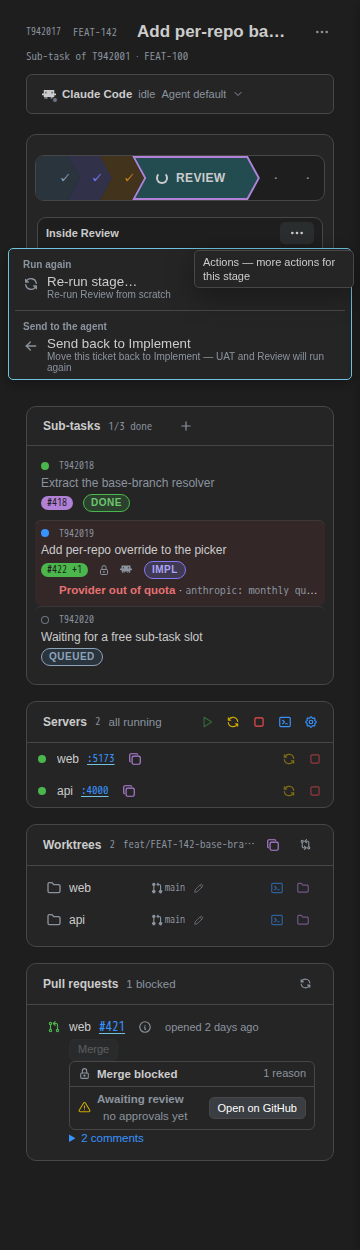 T942017 FEAT-142 Add per-repo ba… ···
Sub-task of T942001 · FEAT-100
Claude Code idle Agent default
REVIEW
Inside Review ···
Run again
Re-run stage…
Re-run Review from scratch
Actions — more actions for
this stage
Send to the agent
Send back to Implement
Move this ticket back to Implement — UAT and Review will run
again
Sub-tasks 1/3 done +
T942018
Extract the base-branch resolver
#418 DONE
T942019
Add per-repo override to the picker
#422 +1 IMPL
Provider out of quota · anthropic: monthly qu…
T942020
Waiting for a free sub-task slot
QUEUED
Servers 2 all running
web :5173
api :4000
Worktrees 2 feat/FEAT-142-base-bra…
web main
api main
Pull requests 1 blocked
web #421 opened 2 days ago
Merge
Merge blocked 1 reason
Awaiting review
no approvals yet
Open on GitHub
2 comments